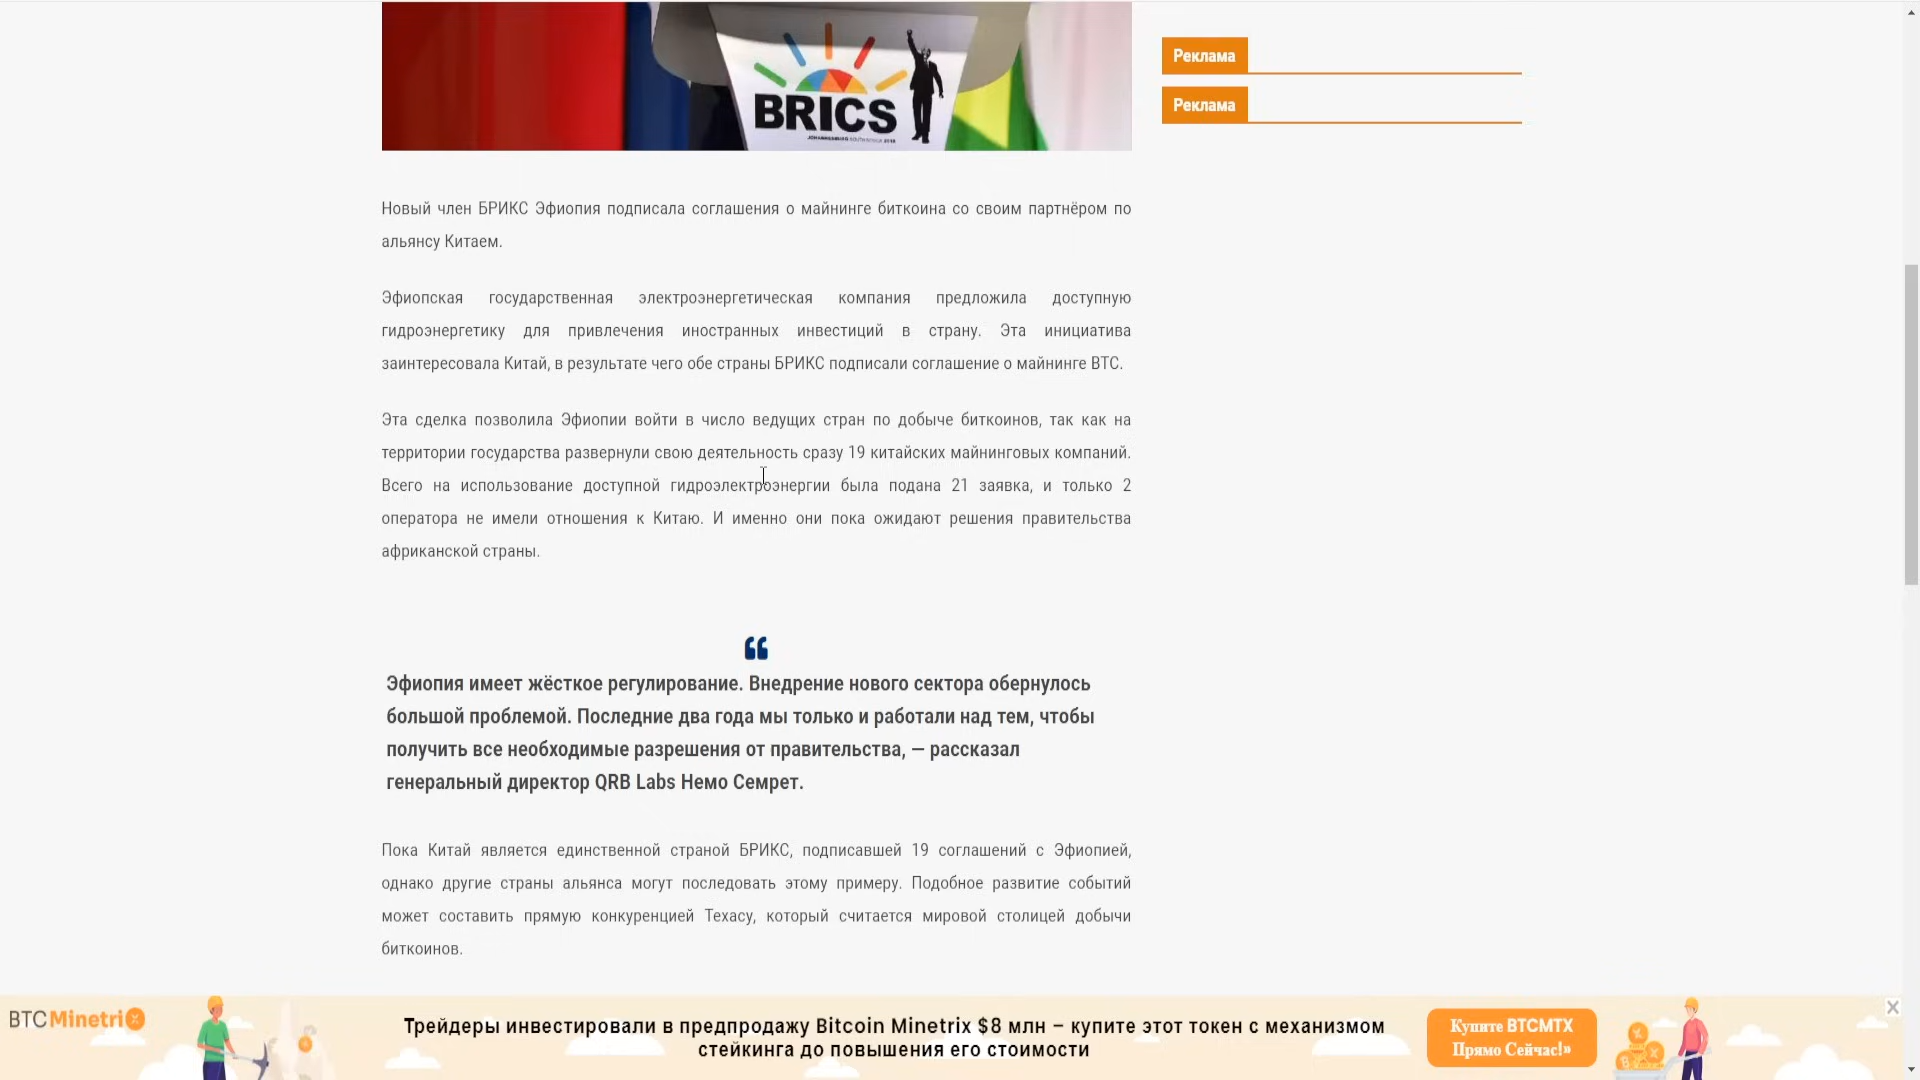 BRICS
Реклама
Реклама
Новый член БРИКС Эфиопия подписала соглашения о майнинге биткоина со своим партнёром по
альянсу Китаем.
Эфиопская государственная электроэнергетическая компания предложила доступную
гидроэнергетику для привлечения иностранных инвестиций в страну. Эта инициатива
заинтересовала Китай, в результате чего обе страны БРИКС подписали соглашение о майнинге BTC.
Эта сделка позволила Эфиопии войти в число ведущих стран по добыче биткоинов, так как на
территории государства развернули свою деятельность сразу 19 китайских майнинговых компаний.
Всего на использование доступной гидроэлектроэнергии была подана 21 заявка, и только 2
оператора не имели отношения к Китаю. И именно они пока ожидают решения правительства
африканской страны.
Эфиопия имеет жёсткое регулирование. Внедрение нового сектора обернулось
большой проблемой. Последние два года мы только и работали над тем, чтобы
получить все необходимые разрешения от правительства, — рассказал
генеральный директор QRB Labs Немо Семрет.
Пока Китай является единственной страной БРИКС, подписавшей 19 соглашений с Эфиопией,
однако другие страны альянса могут последовать этому примеру. Подобное развитие событий
может составить прямую конкуренцией Техасу, который считается мировой столицей добычи
биткоинов.
BTC Minetrix
Трейдеры инвестировали в предпродажу Bitcoin Minetrix $8 млн – купите этот токен с механизмом
стейкинга до повышения его стоимости
Купите BTCMTX
Прямо Сейчас!»